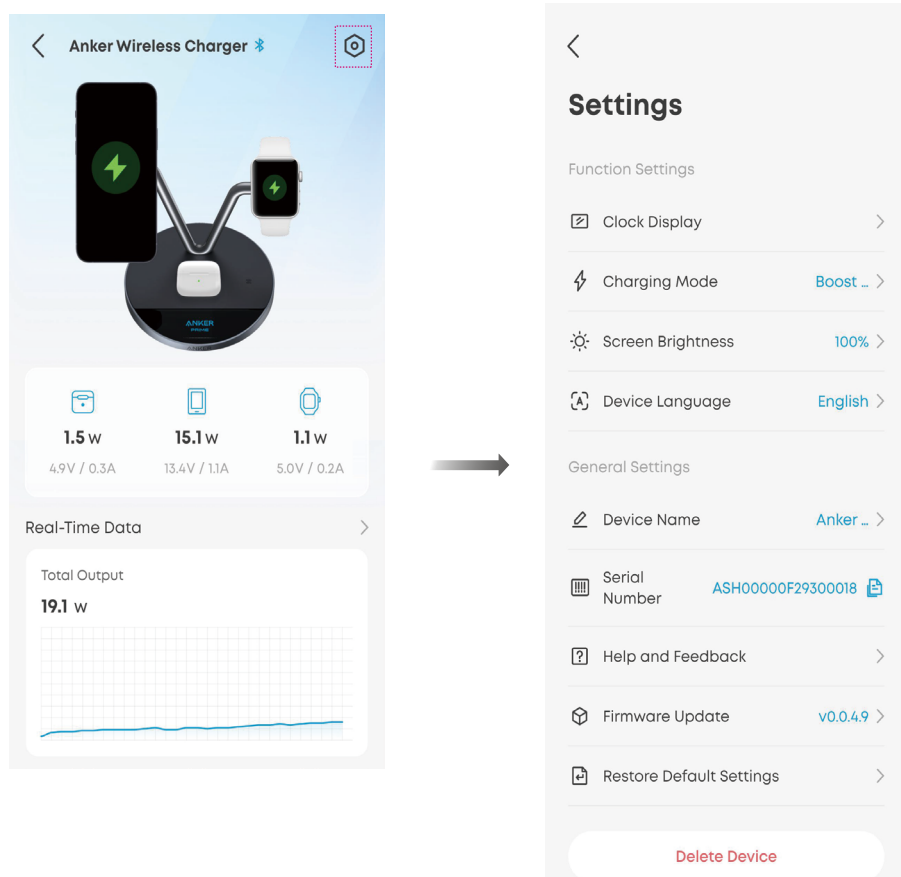 Anker Wireless Charger
ANKER
PRIME
1.5 W
15.1 W
1.1 W
4.9V / 0.3A
13.4V / 1.1A
5.0V / 0.2A
Real-Time Data
Total Output
19.1 W
Settings
Function Settings
Clock Display
Charging Mode Boost ...
Screen Brightness 100%
Device Language English
General Settings
Device Name Anker ...
Serial
Number
ASH00000F29300018
Help and Feedback
Firmware Update v0.0.4.9
Restore Default Settings
Delete Device